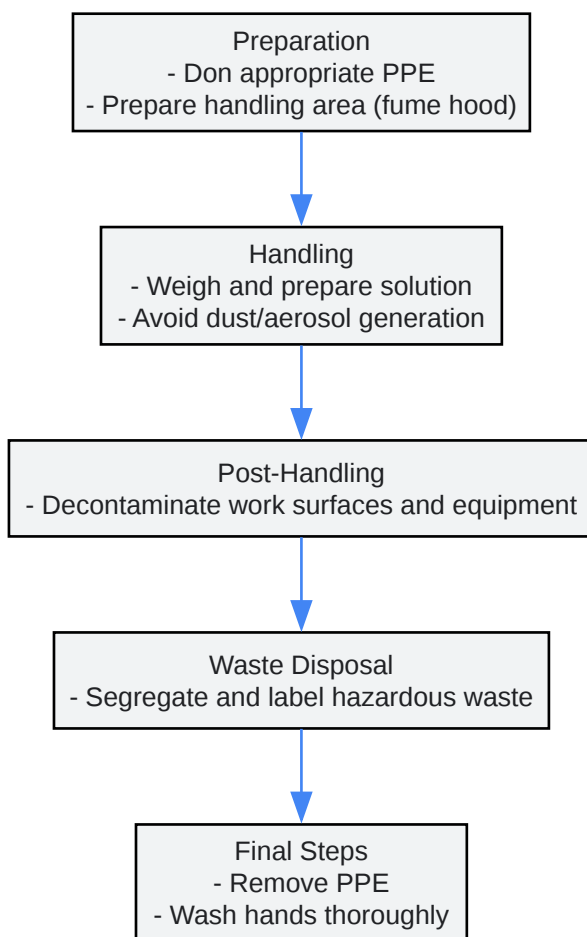 Preparation
- Don appropriate PPE
- Prepare handling area (fume hood)
Handling
- Weigh and prepare solution
- Avoid dust/aerosol generation
Post-Handling
- Decontaminate work surfaces and equipment
Waste Disposal
- Segregate and label hazardous waste
Final Steps
- Remove PPE
- Wash hands thoroughly